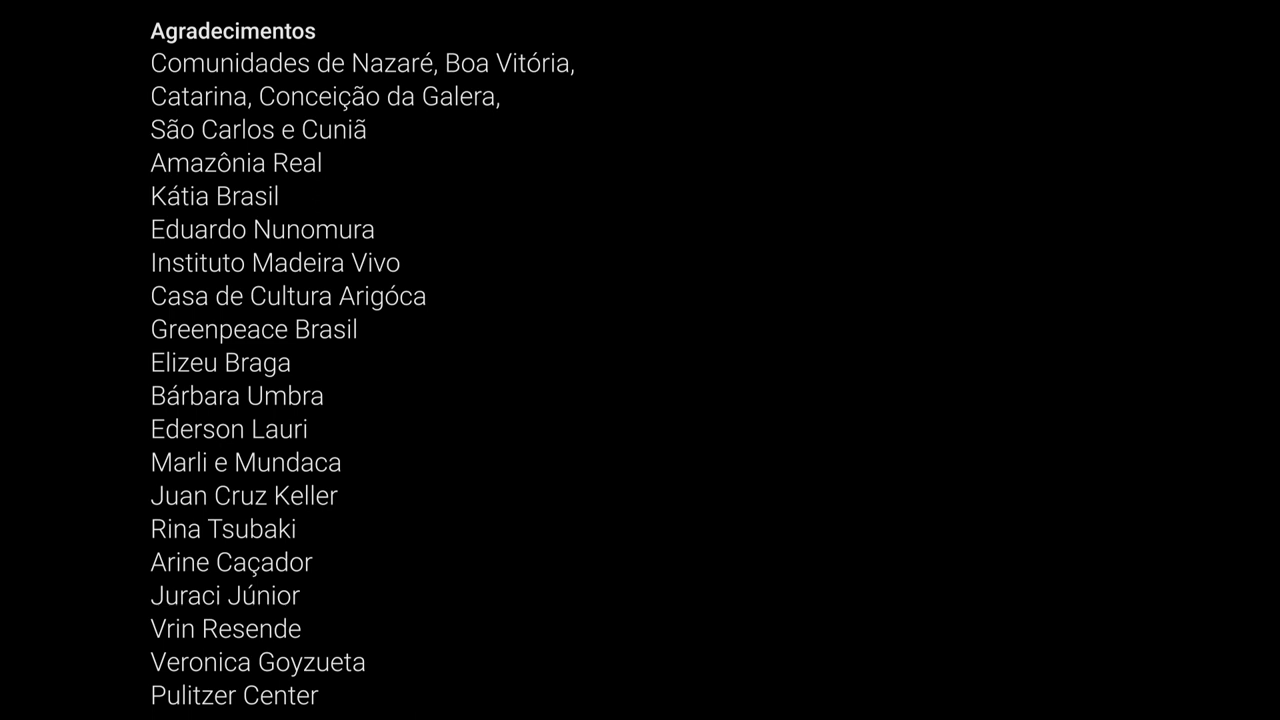 Agradecimentos
Comunidades de Nazaré, Boa Vitória,
Catarina, Conceição da Galera,
São Carlos e Cuniã
Amazônia Real
Kátia Brasil
Eduardo Nunomura
Instituto Madeira Vivo
Casa de Cultura Arigóca
Greenpeace Brasil
Elizeu Braga
Bárbara Umbra
Ederson Lauri
Marli e Mundaca
Juan Cruz Keller
Rina Tsubaki
Arine Caçador
Juraci Júnior
Vrin Resende
Veronica Goyzueta
Pulitzer Center